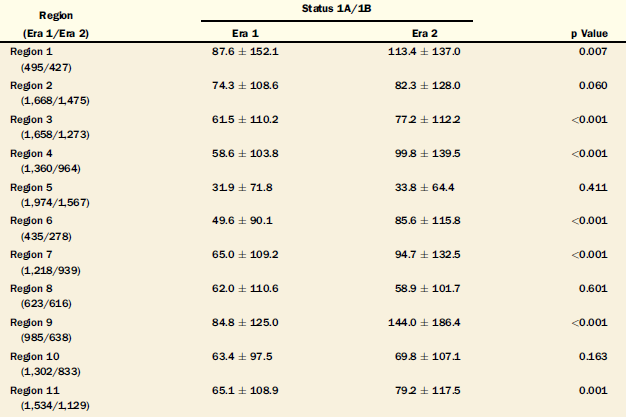 Status 1A/1B
Region
(Era 1/Era 2) Era 1 Era 2 p Value
Region 1 87.6 ± 152.1 113.4 ± 137.0 0.007
(495/427)
Region 2 74.3 ± 108.6 82.3 ± 128.0 0.060
(1,668/1,475)
Region 3 61.5 ± 110.2 77.2 ± 112.2 <0.001
(1,658/1,273)
Region 4 58.6 ± 103.8 99.8 ± 139.5 <0.001
(1,360/964)
Region 5 31.9 ± 71.8 33.8 ± 64.4 0.411
(1,974/1,567)
Region 6 49.6 ± 90.1 85.6 ± 115.8 <0.001
(435/278)
Region 7 65.0 ± 109.2 94.7 ± 132.5 <0.001
(1,218/939)
Region 8 62.0 ± 110.6 58.9 ± 101.7 0.601
(623/616)
Region 9 84.8 ± 125.0 144.0 ± 186.4 <0.001
(985/638)
Region 10 63.4 ± 97.5 69.8 ± 107.1 0.163
(1,302/833)
Region 11 65.1 ± 108.9 79.2 ± 117.5 0.001
(1,534/1,129)